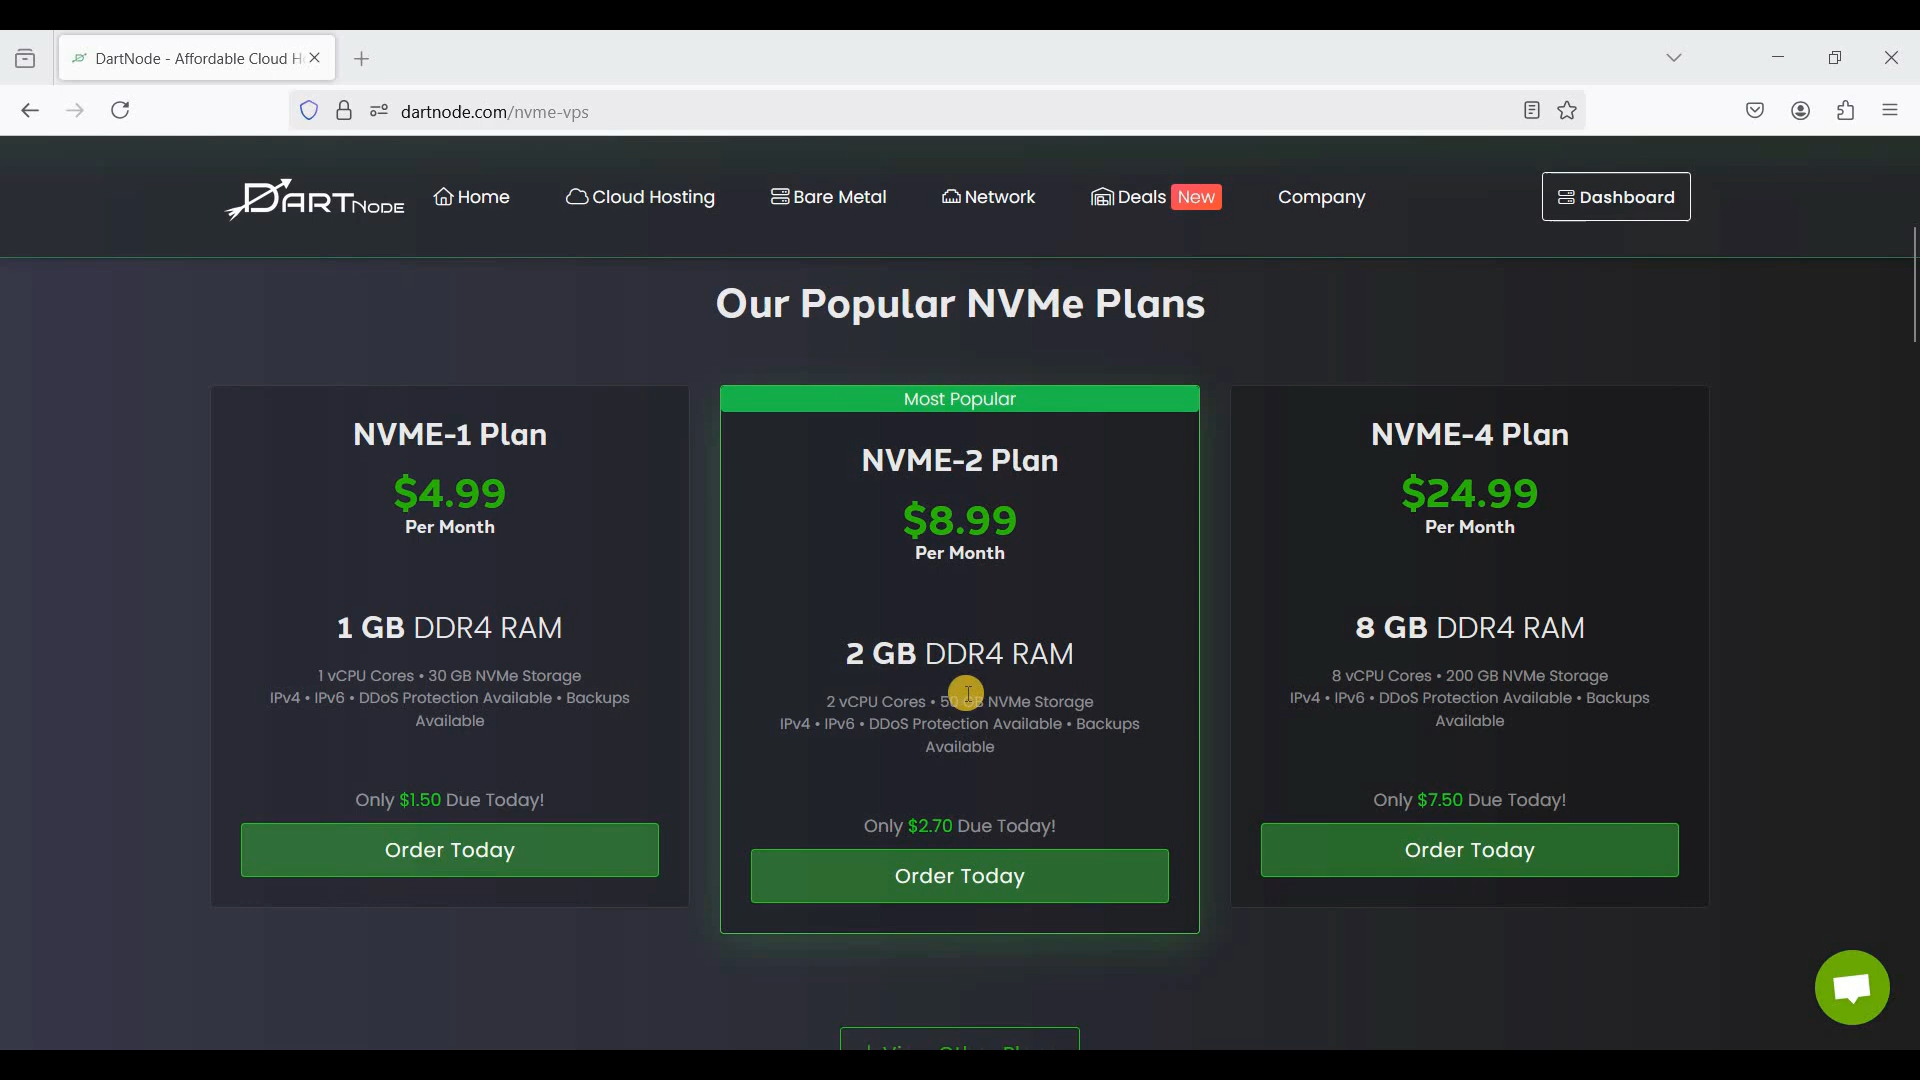 DartNode - Affordable Cloud H
dartnode.com/nvme-vps
DARTNODE
Home
Cloud Hosting
Bare Metal
Network
Deals New
Company
Dashboard
Our Popular NVMe Plans
NVME-1 Plan
$4.99
Per Month
1 GB DDR4 RAM
1 vCPU Cores • 30 GB NVMe Storage
IPv4 • IPv6 • DDoS Protection Available • Backups
Available
Only $1.50 Due Today!
Order Today
Most Popular
NVME-2 Plan
$8.99
Per Month
2 GB DDR4 RAM
2 vCPU Cores • 50 GB NVMe Storage
IPv4 • IPv6 • DDoS Protection Available • Backups
Available
Only $2.70 Due Today!
Order Today
NVME-4 Plan
$24.99
Per Month
8 GB DDR4 RAM
8 vCPU Cores • 200 GB NVMe Storage
IPv4 • IPv6 • DDoS Protection Available • Backups
Available
Only $7.50 Due Today!
Order Today